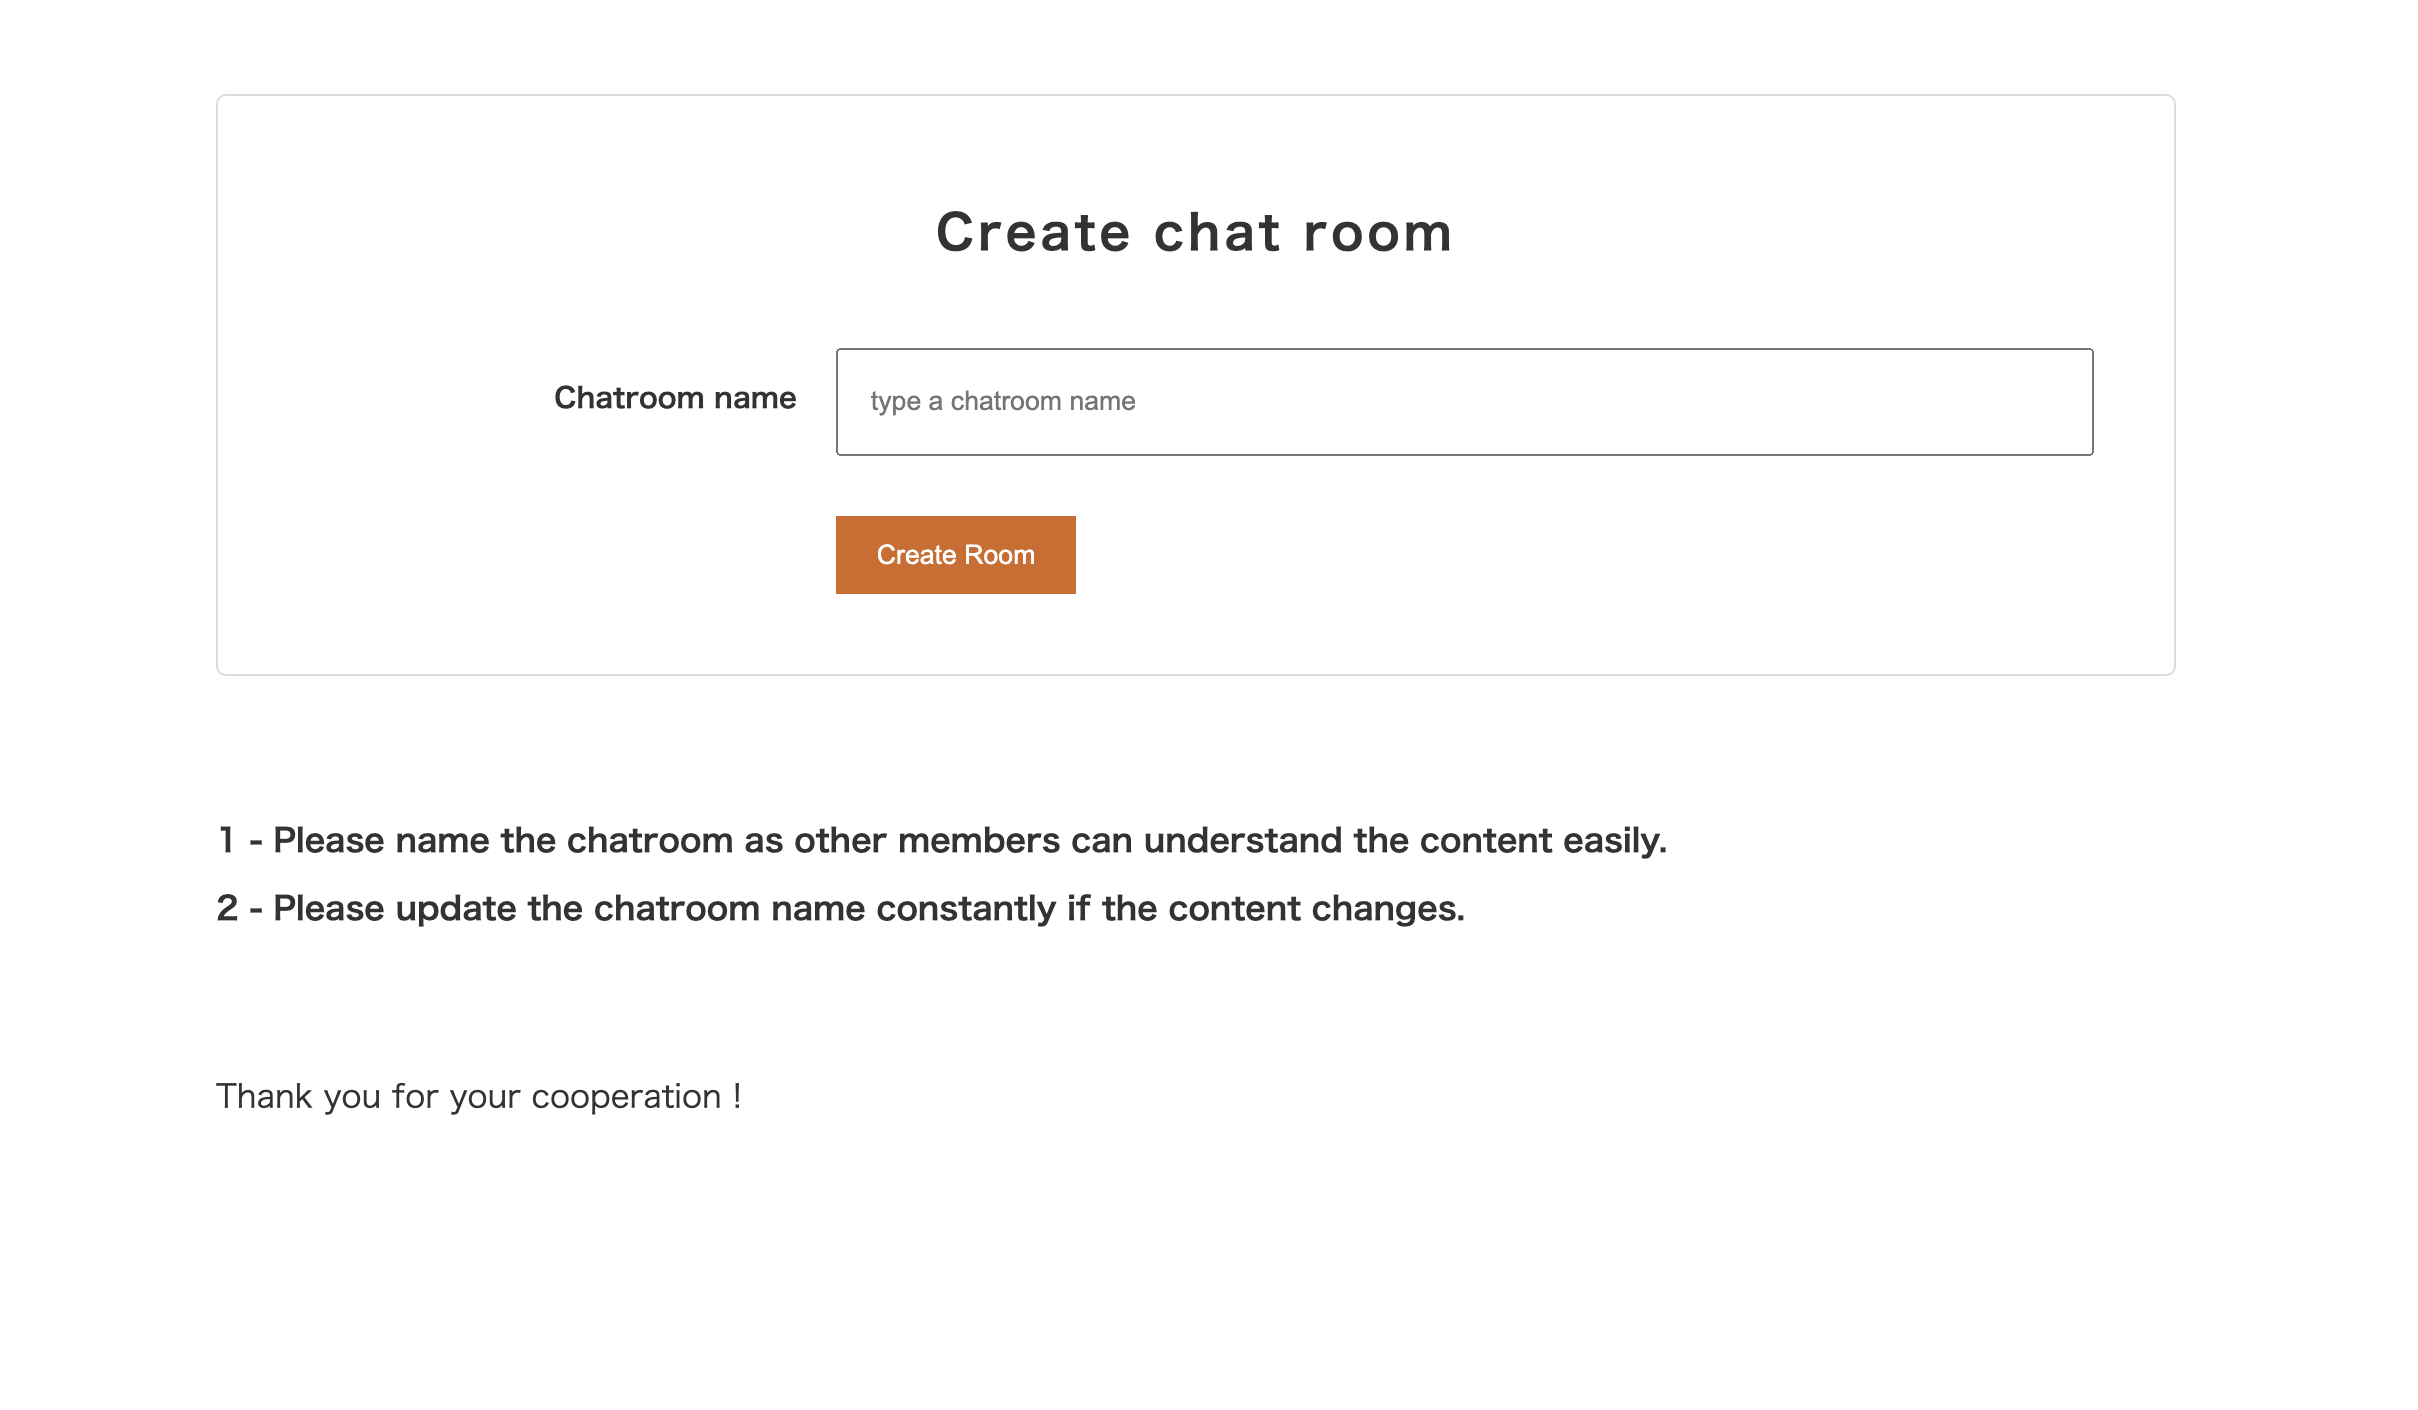 Create chat room
Chatroom name
type a chatroom name
Create Room
1 - Please name the chatroom as other members can understand the content easily.
2 - Please update the chatroom name constantly if the content changes.
Thank you for your cooperation !